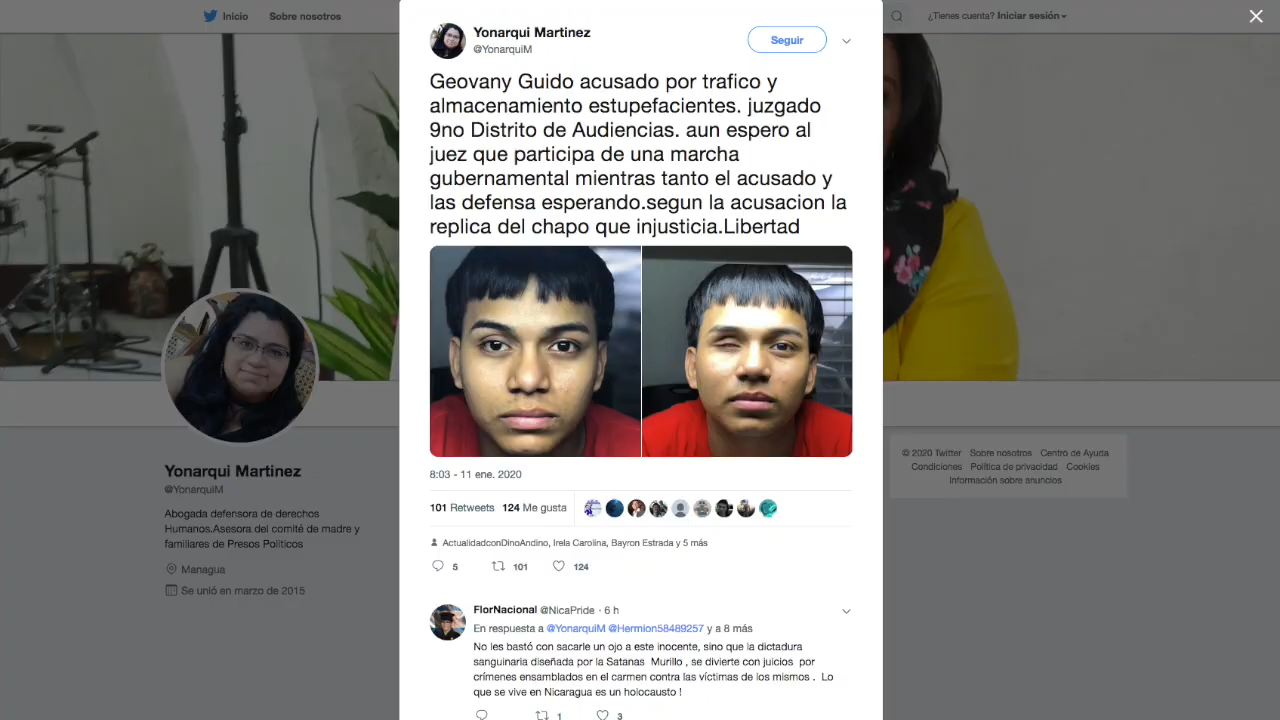 Inicio
Sobre nosotros
¿Tienes cuenta? Iniciar sesión
Yonarqui Martinez
@YonarquiM
Seguir
Geovany Guido acusado por trafico y
almacenamiento estupefacientes. juzgado
9no Distrito de Audiencias. aun espero al
juez que participa de una marcha
gubernamental mientras tanto el acusado y
las defensa esperando.segun la acusacion la
replica del chapo que injusticia.Libertad
8:03 - 11 ene. 2020
101 Retweets 124 Me gusta
ActualidadconDinoAndino, Irela Carolina, Bayron Estrada y 5 más
5 101 124
FlorNacional @NicaPride · 6 h
En respuesta a @YonarquiM @Hermion58489257 y a 8 más
No les bastó con sacarle un ojo a este inocente, sino que la dictadura
sanguinaria diseñada por la Satanas Murillo , se divierte con juicios por
crímenes ensamblados en el carmen contra las víctimas de los mismos . Lo
que se vive en Nicaragua es un holocausto !
1 3
Yonarqui Martinez
@YonarquiM
Abogada defensora de derechos
Humanos.Asesora del comité de madre y
familiares de Presos Políticos
Managua
Se unió en marzo de 2015
© 2020 Twitter Sobre nosotros Centro de Ayuda
Condiciones Política de privacidad Cookies
Información sobre anuncios